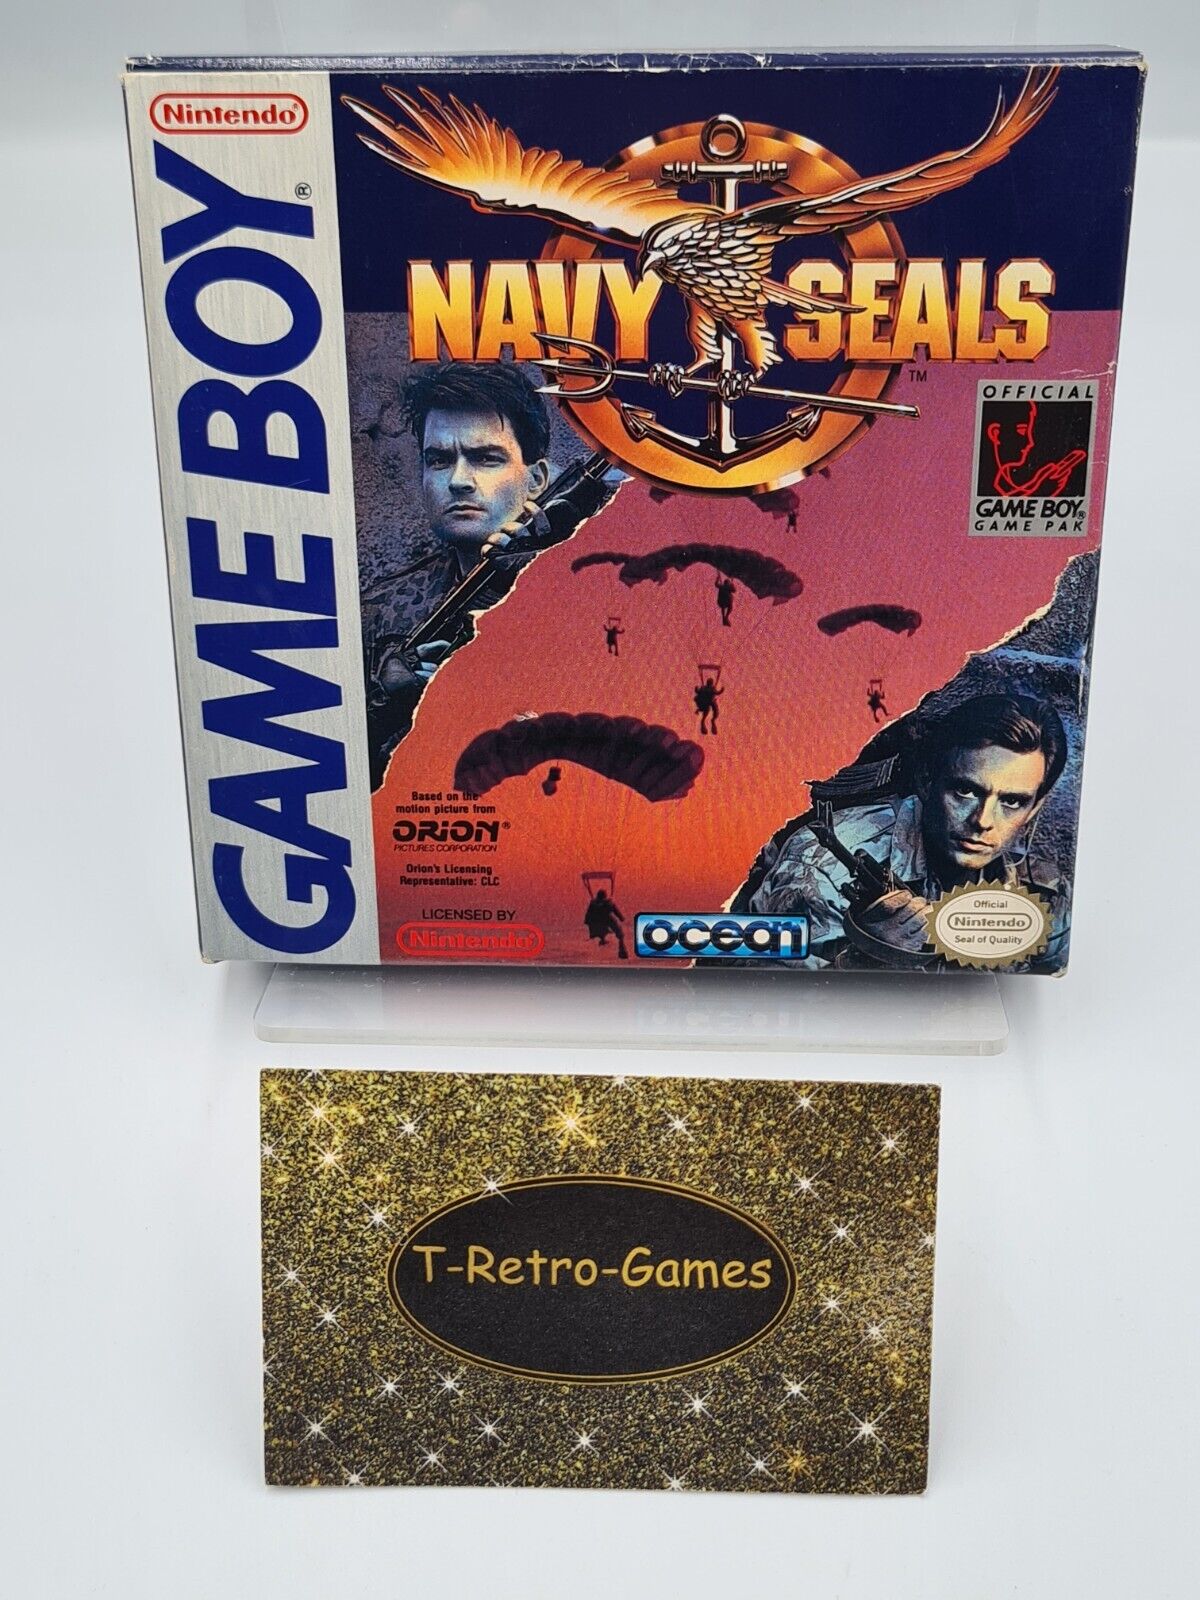 Nintendo®
GAME BOY®
NAVY SEALS
™
OFFICIAL
GAME BOY®
GAME PAK
Based on the
motion picture from
ORION®
PICTURES CORPORATION
Orion's Licensing
Representative: CLC
LICENSED BY
Nintendo®
ocean
Official
Nintendo
Seal of Quality
T-Retro-Games